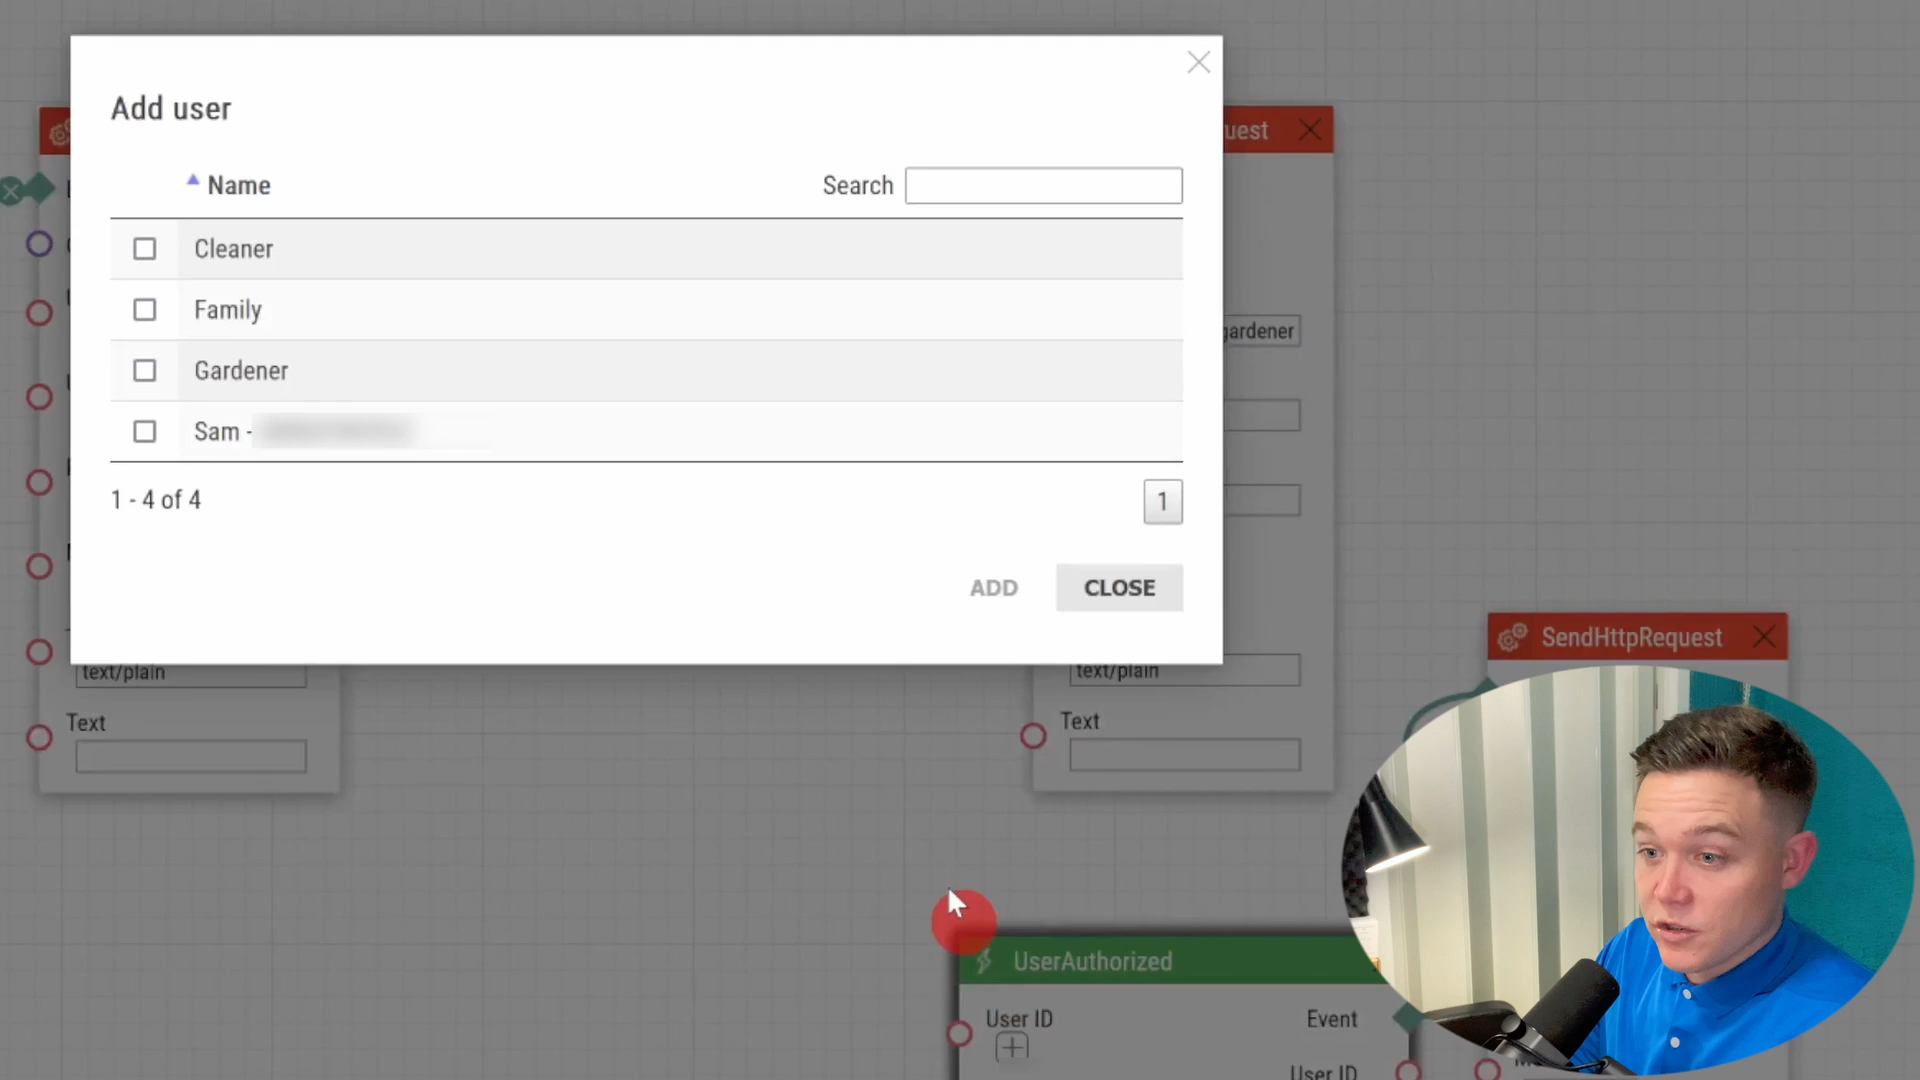 Add user
Name
Search
Cleaner
Family
Gardener
Sam -
1 - 4 of 4
1
ADD
CLOSE
uest
gardener
text/plain
Text
text/plain
Text
SendHttpRequest
UserAuthorized
User ID
Event
User ID